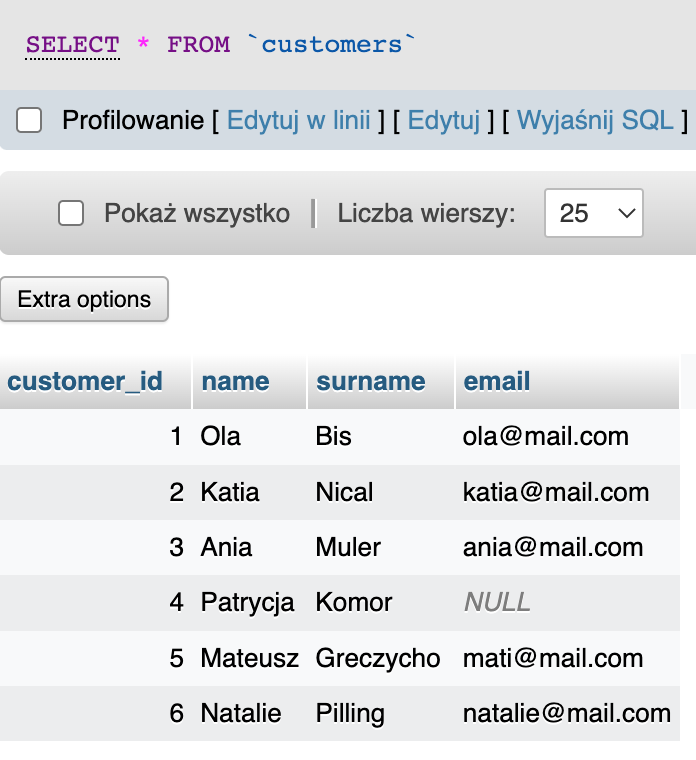 SELECT * FROM `customers`
Profilowanie [ Edytuj w linii ] [ Edytuj ] [ Wyjaśnij SQL ]
Pokaż wszystko | Liczba wierszy: 25
Extra options
customer_id name surname email
1 Ola Bis ola@mail.com
2 Katia Nical katia@mail.com
3 Ania Muler ania@mail.com
4 Patrycja Komor NULL
5 Mateusz Greczycho mati@mail.com
6 Natalie Pilling natalie@mail.com